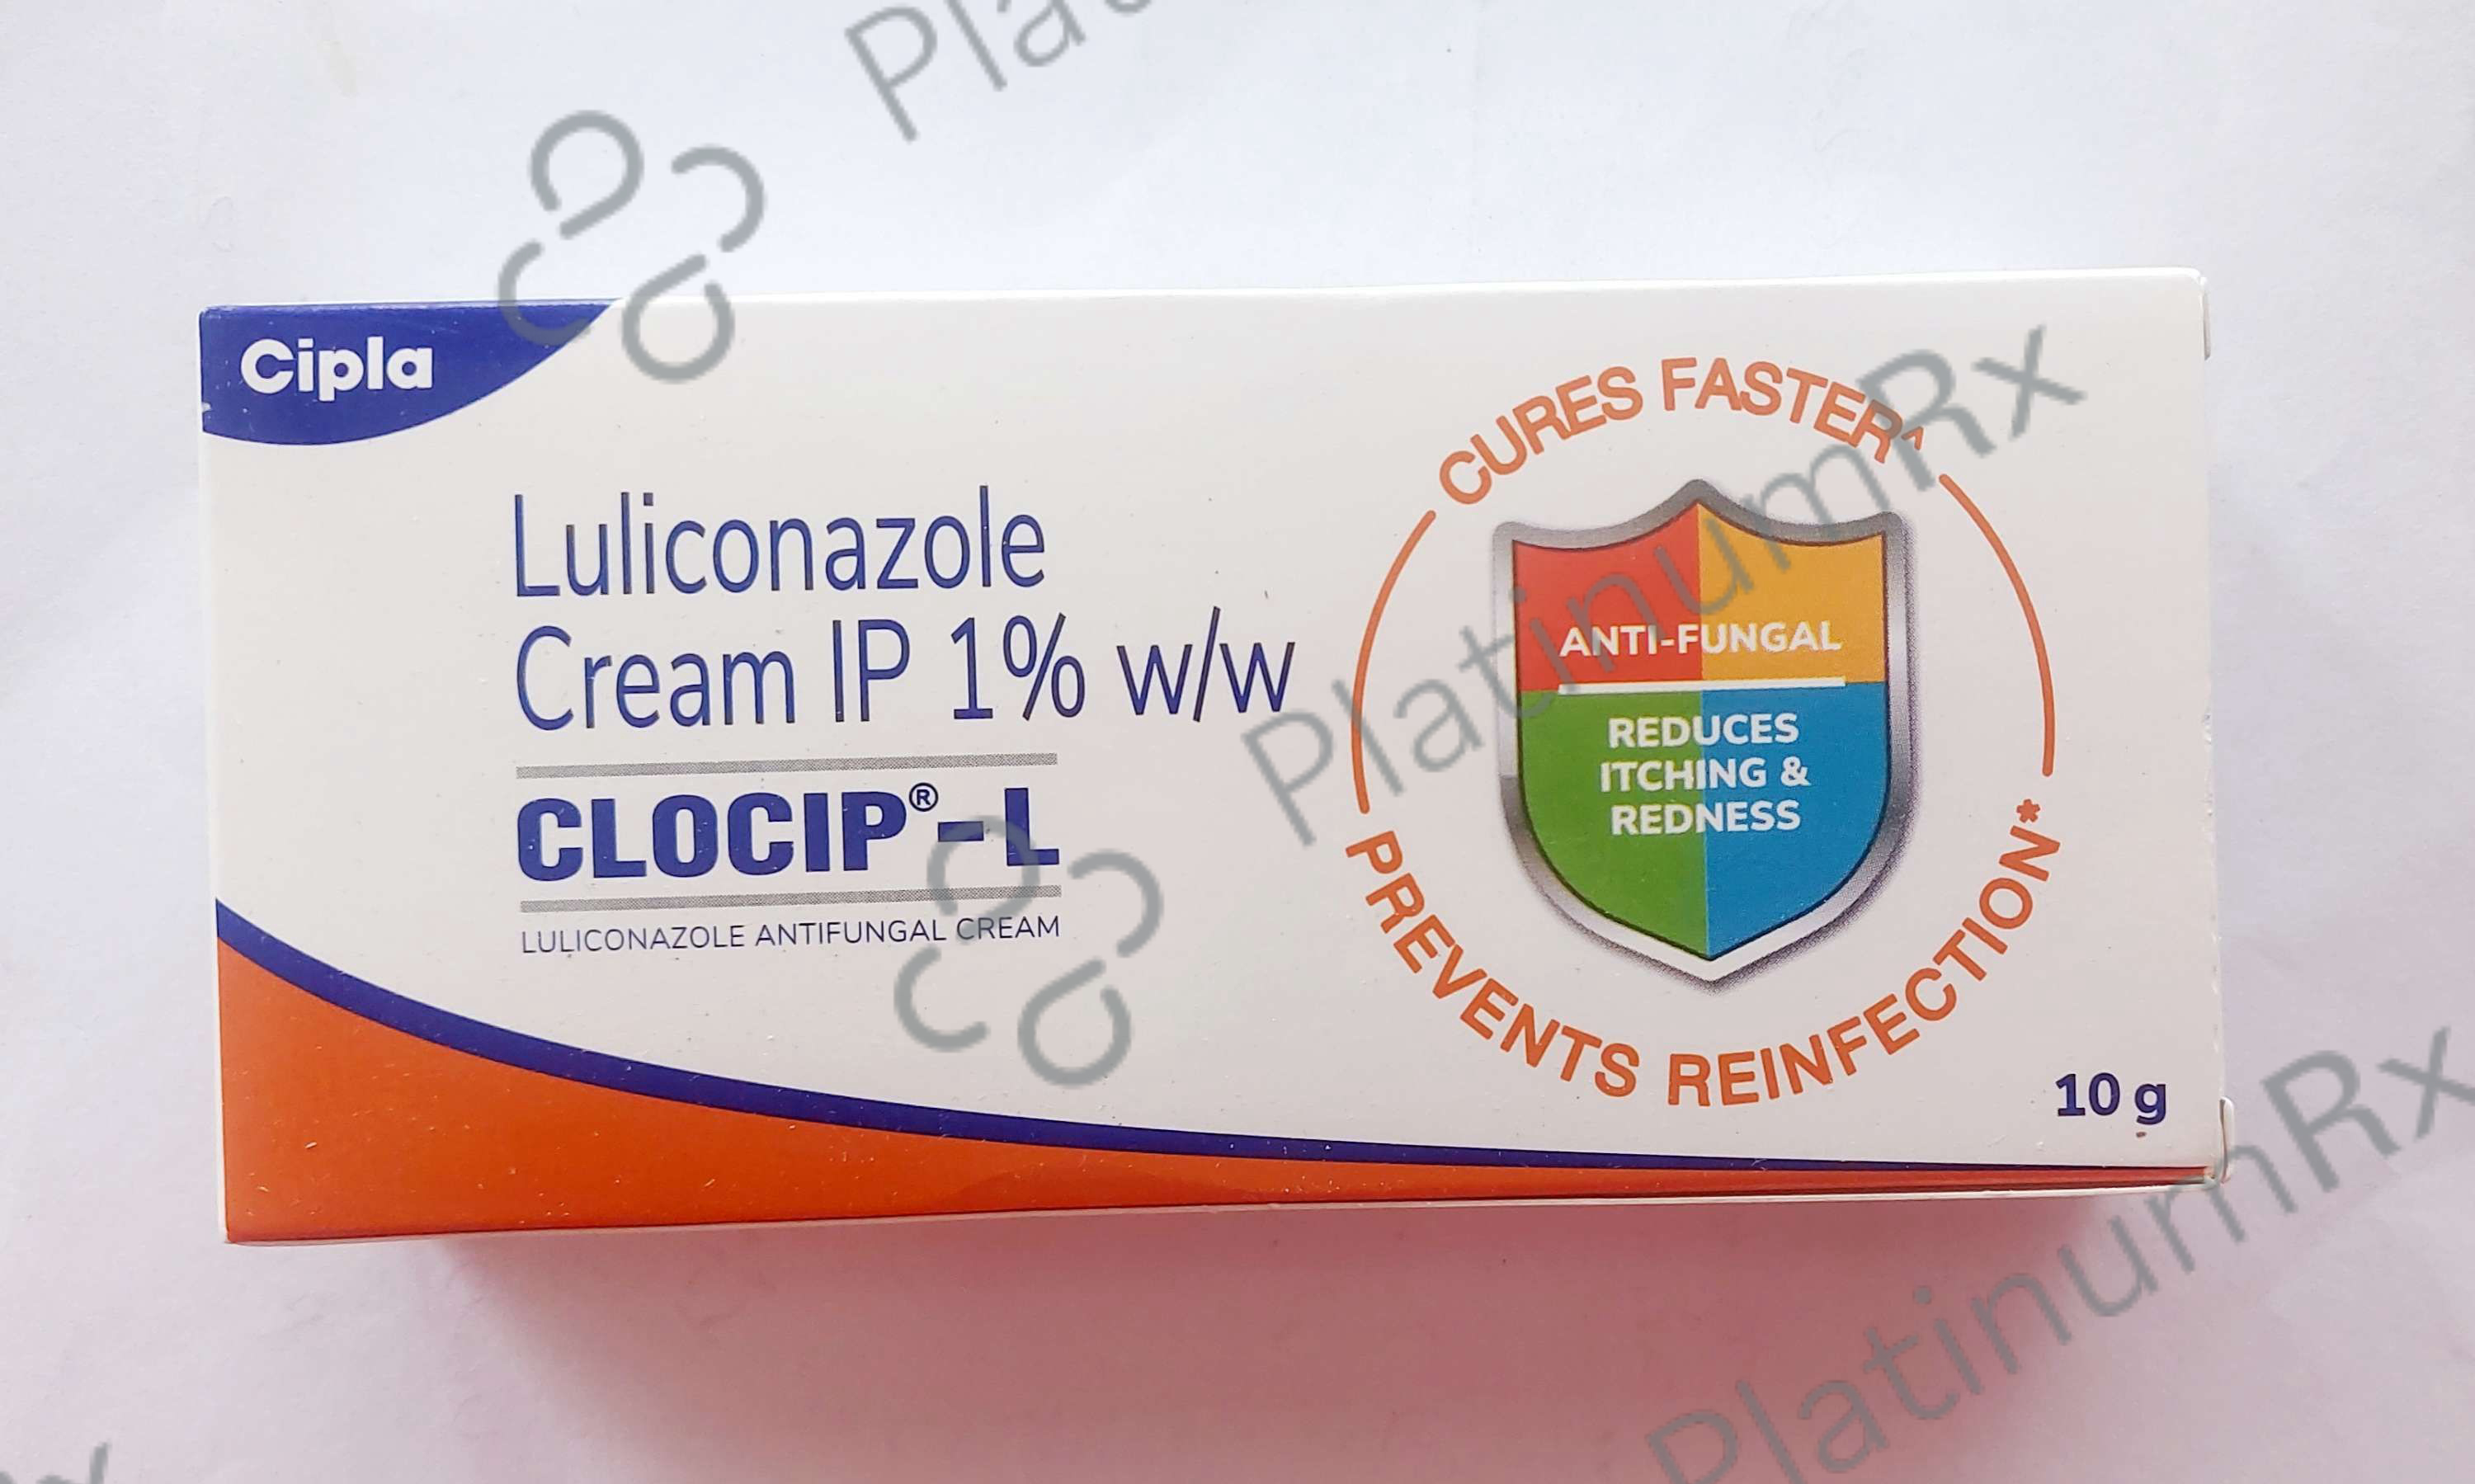 Cipla
Luliconazole
Cream IP 1% w/w
CLOCIP®-L
LULICONAZOLE ANTIFUNGAL CREAM
CURES FASTER^
ANTI-FUNGAL
REDUCES
ITCHING &
REDNESS
PREVENTS REINFECTION*
10 g
PlatinumRx
PlatinumRx